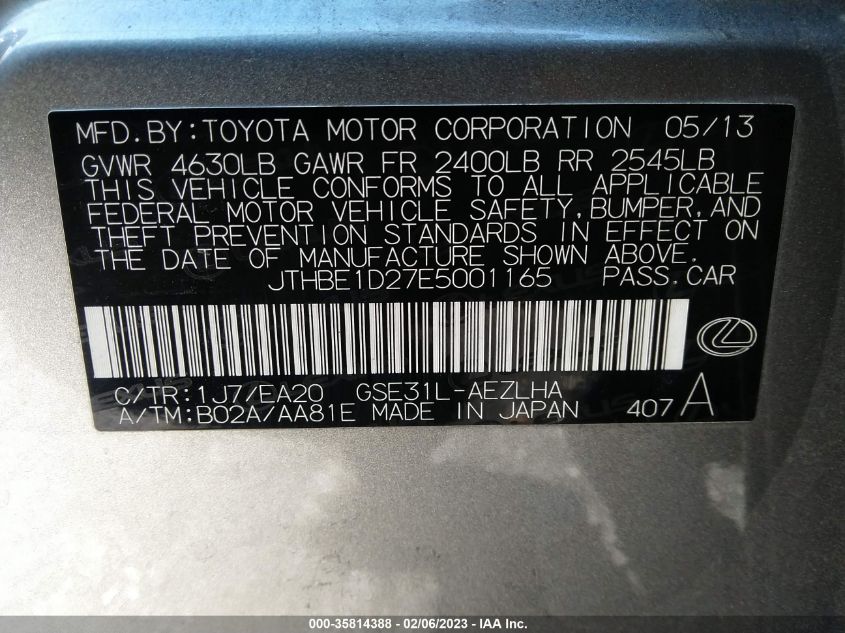 MFD.BY:TOYOTA MOTOR CORPORATION 05/13
GVWR 4630LB GAWR FR 2400LB RR 2545LB
THIS VEHICLE CONFORMS TO ALL APPLICABLE
FEDERAL MOTOR VEHICLE SAFETY,BUMPER,AND
THEFT PREVENTION STANDARDS IN EFFECT ON
THE DATE OF MANUFACTURE SHOWN ABOVE.
JTHBE1D27E5001165 PASS.CAR
C/TR:1J7/EA20 GSE31L-AEZLHA
A/TM:B02A/AA81E MADE IN JAPAN 407A
000-35814388 - 02/06/2023 - IAA Inc.